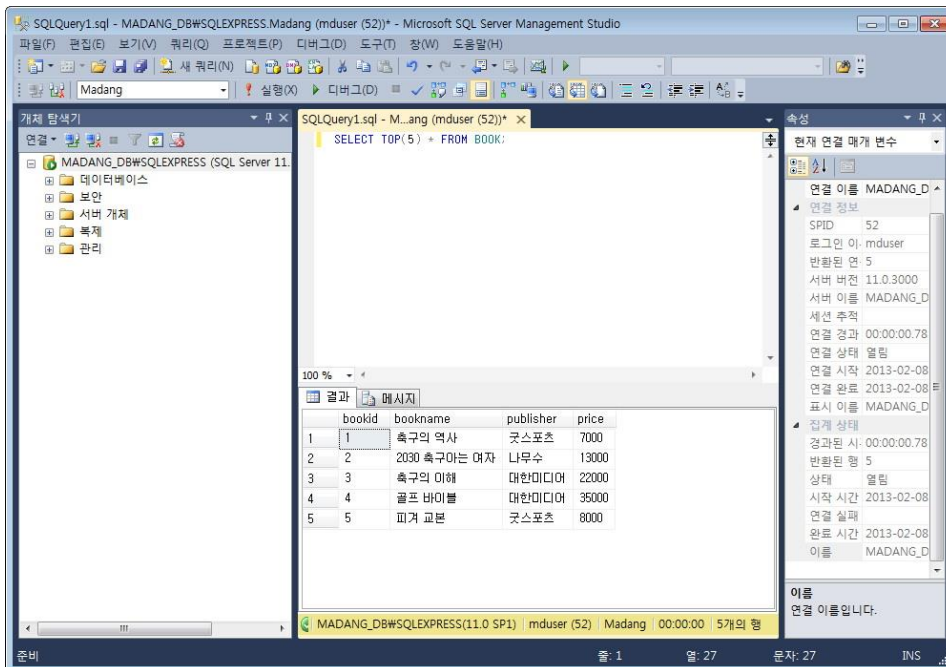 SQLQuery1.sql - MADANG_DB₩SQLEXPRESS.Madang (mduser (52))* - Microsoft SQL Server Management Studio
파일(F) 편집(E) 보기(V) 쿼리(Q) 프로젝트(P) 디버그(D) 도구(T) 창(W) 도움말(H)
새 쿼리(N)
Madang 실행(X) 디버그(D)
개체 탐색기
연결
MADANG_DB₩SQLEXPRESS (SQL Server 11.
데이터베이스
보안
서버 개체
복제
관리
SQLQuery1.sql - M...ang (mduser (52))*
SELECT TOP(5) * FROM BOOK;
100 %
결과 메시지
bookid bookname publisher price
1 1 축구의 역사 굿스포츠 7000
2 2 2030 축구아는 여자 나무수 13000
3 3 축구의 이해 대한미디어 22000
4 4 골프 바이블 대한미디어 35000
5 5 피겨 교본 굿스포츠 8000
MADANG_DB₩SQLEXPRESS(11.0 SP1) mduser (52) Madang 00:00:00 5개의 행
속성
현재 연결 매개 변수
연결 이름 MADANG_D
연결 정보
SPID 52
로그인 이 mduser
반환된 연 5
서버 버전 11.0.3000
서버 이름 MADANG_D
세션 추적
연결 경과 00:00:00.78
연결 상태 열림
연결 시작 2013-02-08
연결 완료 2013-02-08
표시 이름 MADANG_D
집계 상태
경과된 시 00:00:00.78
반환된 행 5
상태 열림
시작 시간 2013-02-08
연결 실패
완료 시간 2013-02-08
이름 MADANG_D
이름
연결 이름입니다.
준비 줄: 1 열: 27 문자: 27 INS